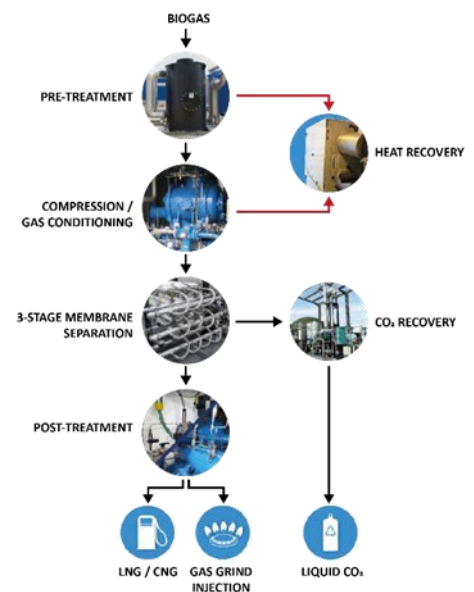 BIOGAS
PRE-TREATMENT
HEAT RECOVERY
COMPRESSION /
GAS CONDITIONING
3-STAGE MEMBRANE
SEPARATION
CO₂ RECOVERY
POST-TREATMENT
LNG / CNG
GAS GRIND
INJECTION
LIQUID CO₂